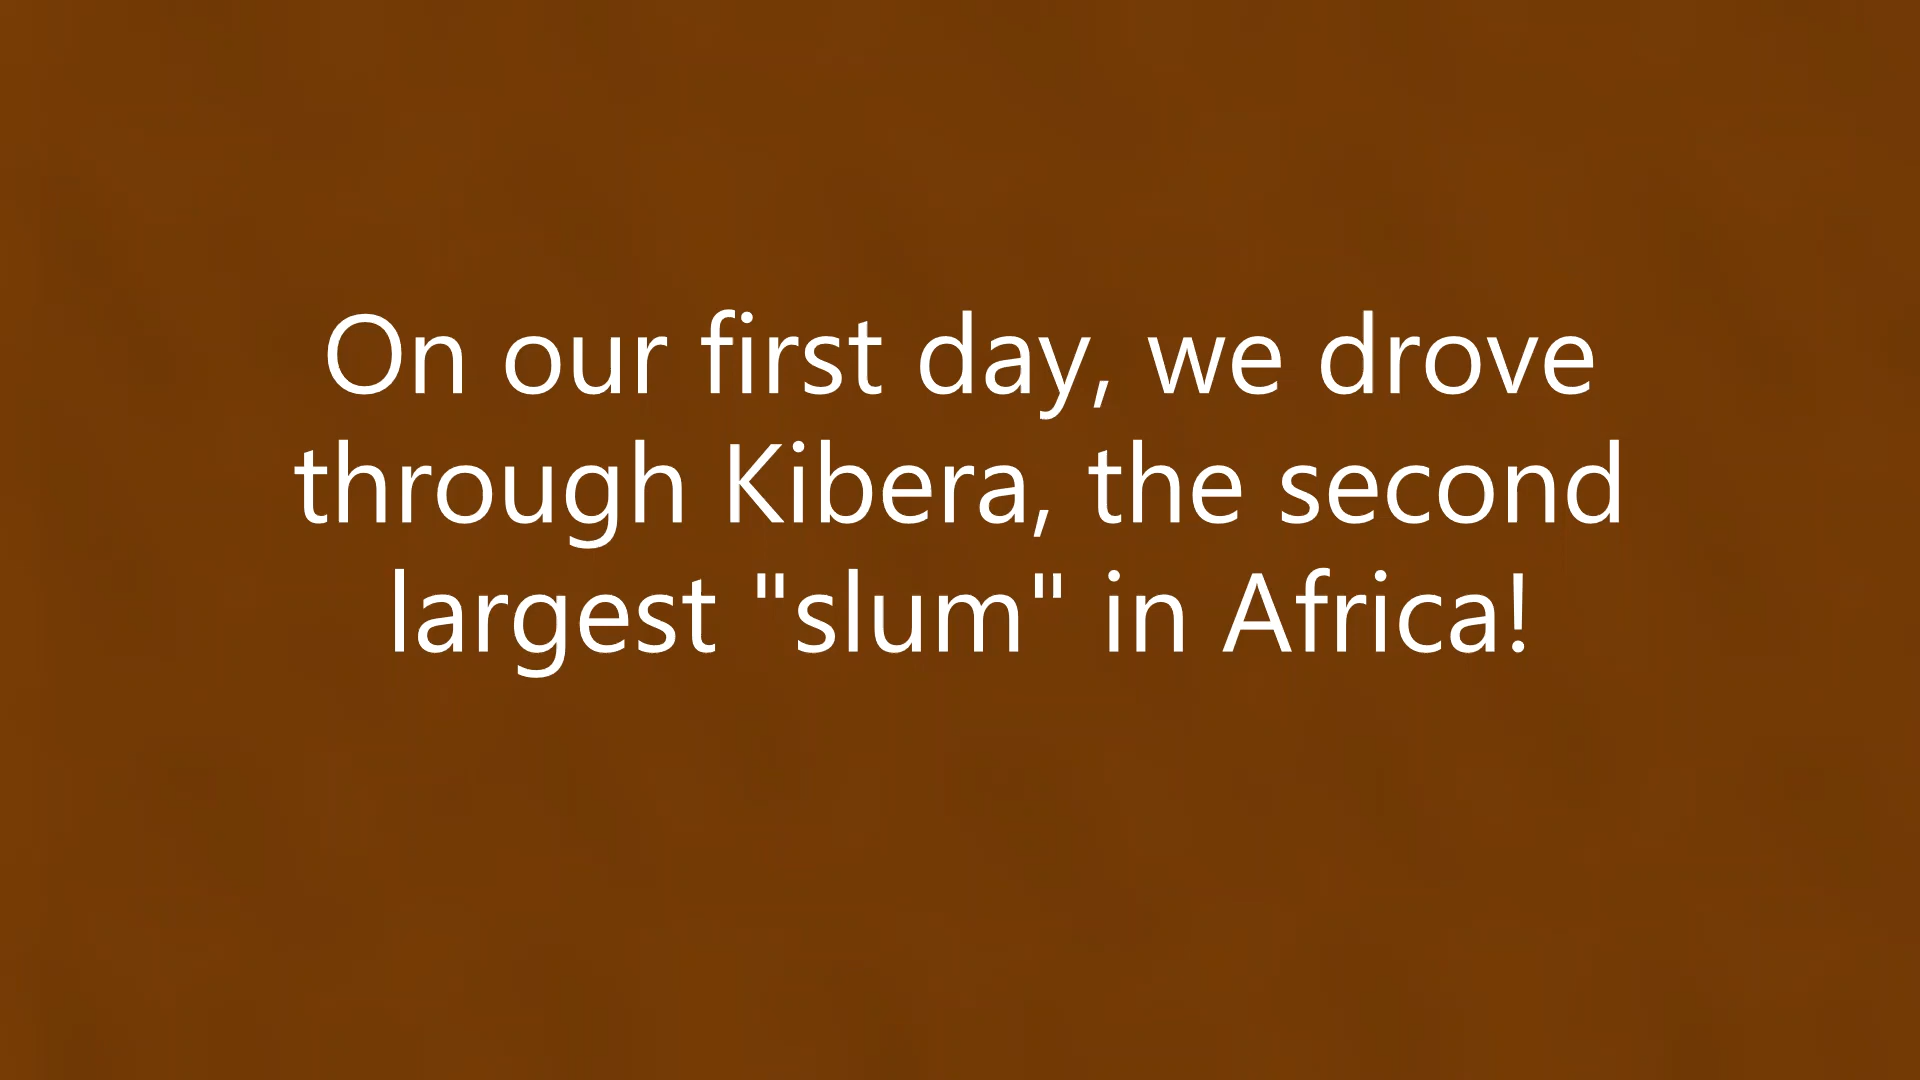 On our first day, we drove
through Kibera, the second
largest "slum" in Africa!